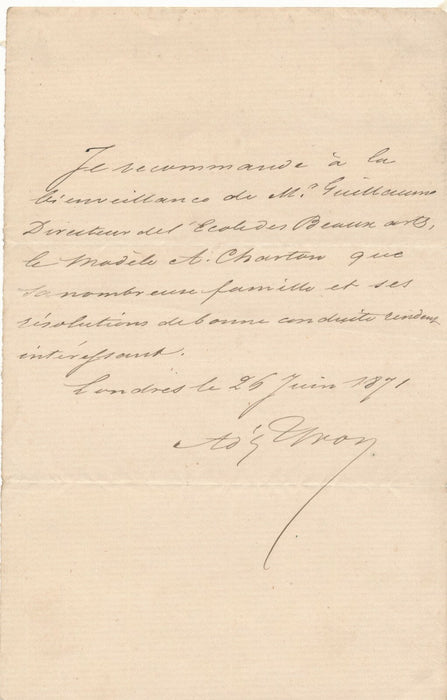 Je recommande à la
bienveillance de Mr. Guillaume
Directeur de l'Ecole des Beaux arts,
le Modèle A. Charton que
sa nombreuse famille et ses
résolutions de bonne conduite rendent
intéressant.
Londres le 26 Juin 1871
Ad. Yvon